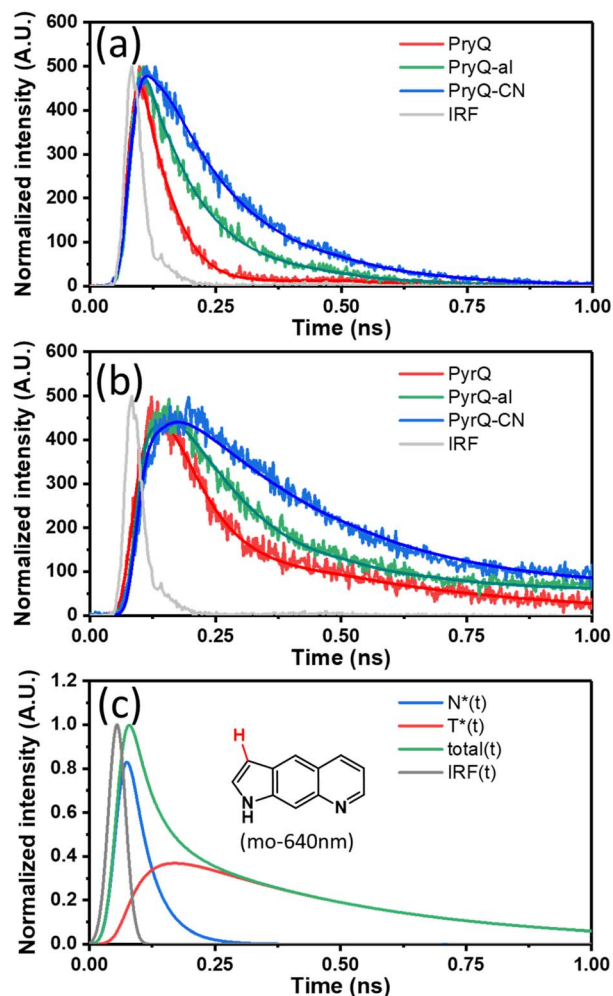 (a)
600
500
400
300
200
100
0
Normalized intensity (A.U.)
PryQ
PryQ-al
PryQ-CN
IRF
0.00 0.25 0.50 0.75 1.00
Time (ns)
(b)
600
500
400
300
200
100
0
Normalized intensity (A.U.)
PyrQ
PyrQ-al
PyrQ-CN
IRF
0.00 0.25 0.50 0.75 1.00
Time (ns)
(c)
1.2
1.0
0.8
0.6
0.4
0.2
0.0
Normalized intensity (A.U.)
N*(t)
T*(t)
total(t)
IRF(t)
H
N
H
N
(mo-640nm)
0.00 0.25 0.50 0.75 1.00
Time (ns)